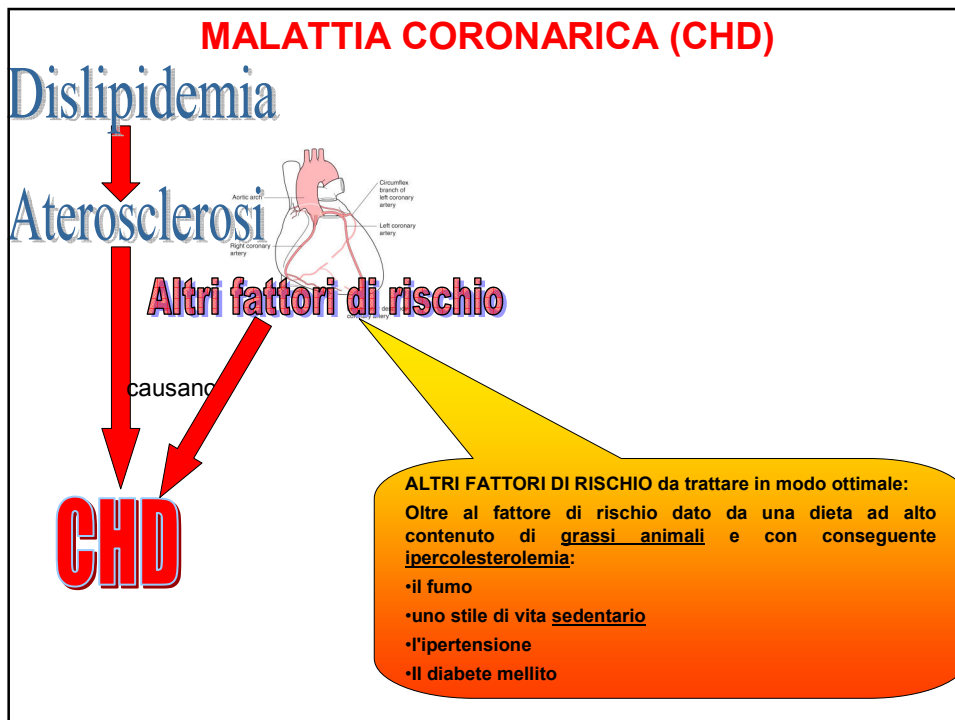 MALATTIA CORONARICA (CHD)
Dislipidemia
Aterosclerosi
Aortic arch
Circumflex
branch of
left coronary
artery
Left coronary
artery
Right coronary
artery
Altri fattori di rischio
causano
CHD
ALTRI FATTORI DI RISCHIO da trattare in modo ottimale:
Oltre al fattore di rischio dato da una dieta ad alto
contenuto di grassi animali e con conseguente
ipercolesterolemia:
•il fumo
•uno stile di vita sedentario
•l'ipertensione
•Il diabete mellito